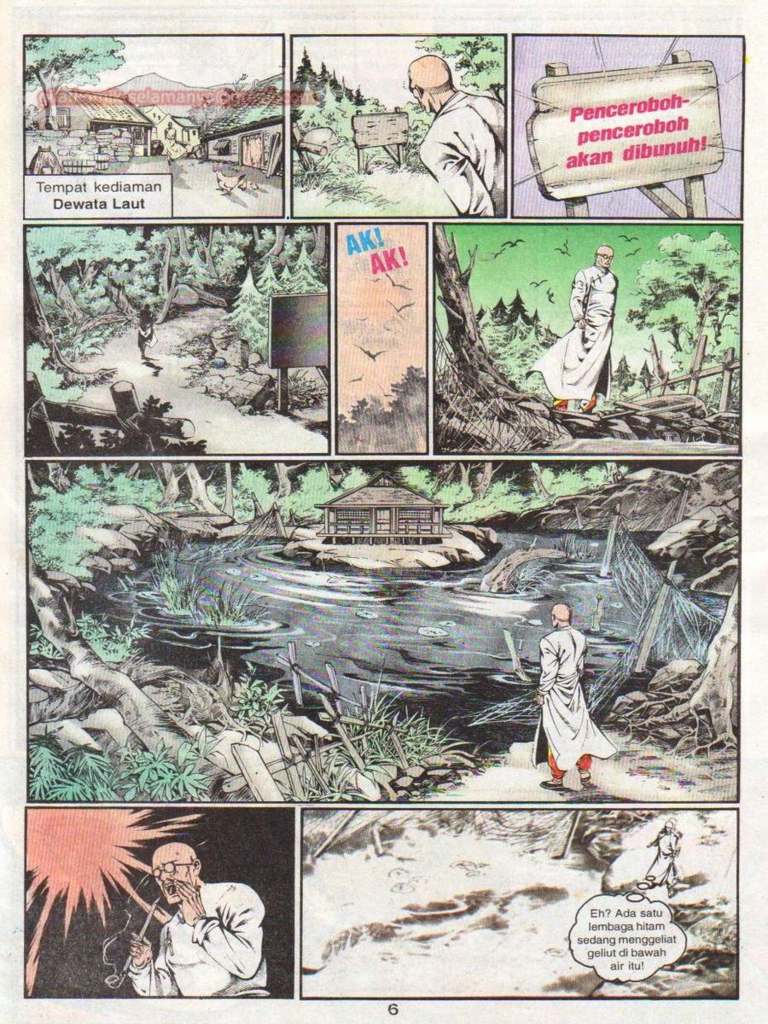 Tempat kediaman
Dewata Laut
Penceroboh-
penceroboh
akan dibunuh!
AK!
AK!
Eh? Ada satu
lembaga hitam
sedang menggeliat
geliut di bawah
air itu!
6